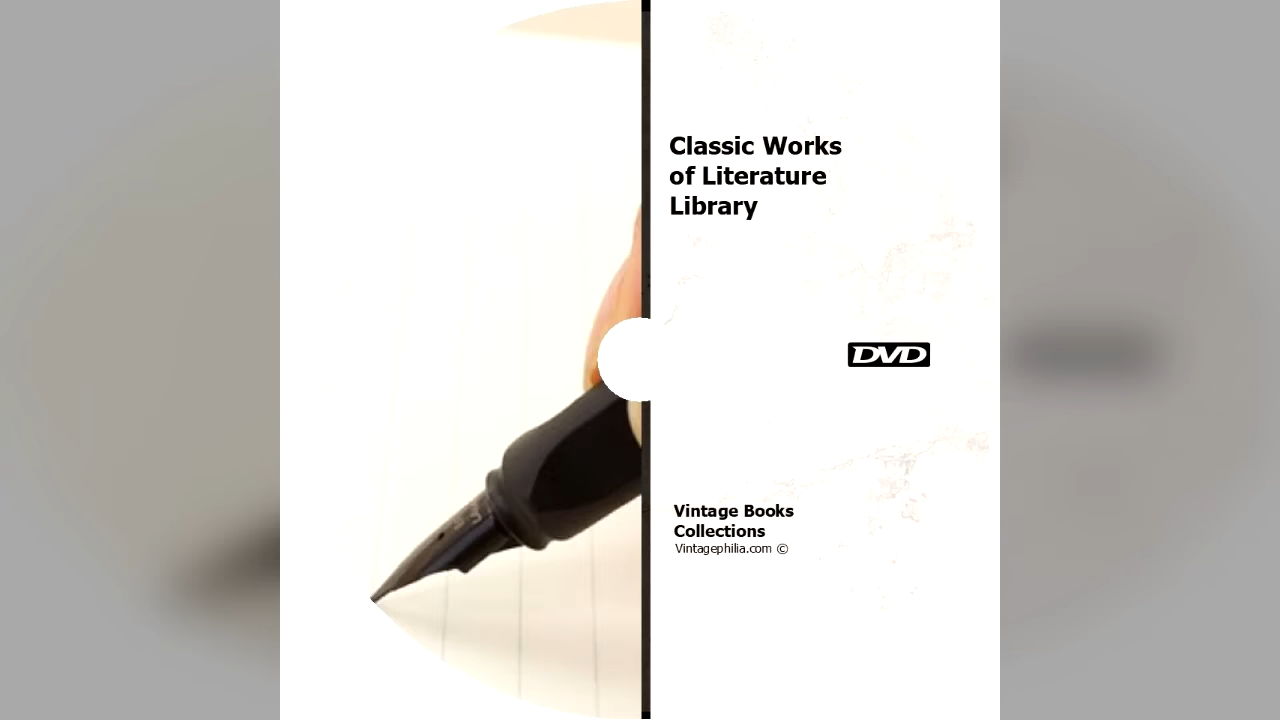 Classic Works
of Literature
Library
DVD
Vintage Books
Collections
Vintagephilia.com ©